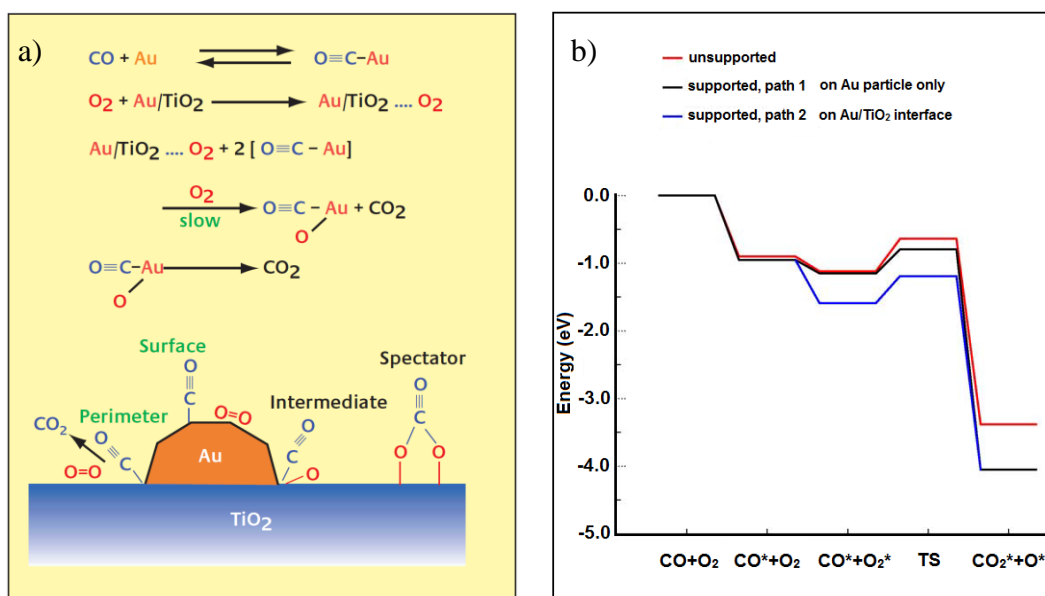 a)
CO + Au O≡C–Au
O₂ + Au/TiO₂ Au/TiO₂ .... O₂
Au/TiO₂ .... O₂ + 2 [ O≡C – Au]
O₂
slow
O≡C – Au + CO₂
O
O≡C–Au CO₂
O
Surface
Spectator
O
C
O
C
Intermediate
Perimeter
O=O
O
C
CO₂
O
C
O=O
Au
O
O
O
TiO₂
b)
unsupported
supported, path 1 on Au particle only
supported, path 2 on Au/TiO₂ interface
Energy (eV)
0.0
-1.0
-2.0
-3.0
-4.0
-5.0
CO+O₂ CO*+O₂ CO*+O₂* TS CO₂*+O*